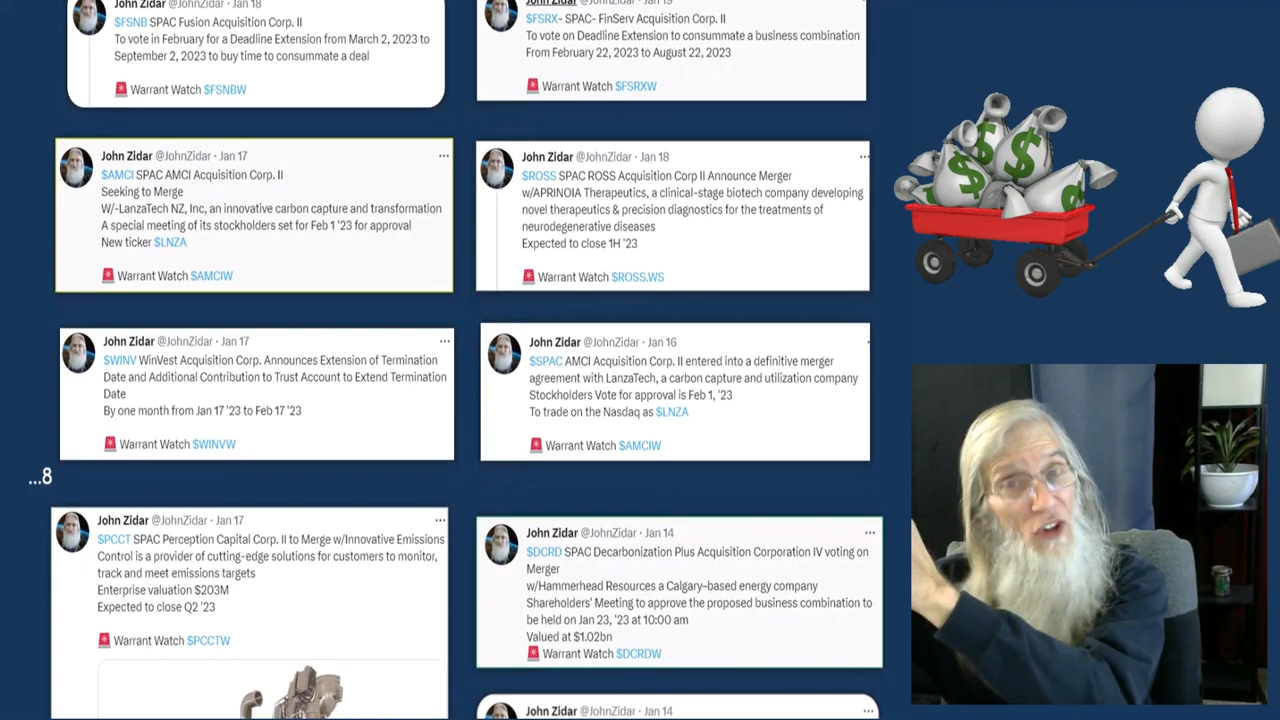 John Zidar @JohnZidar · Jan 18
$FSNB SPAC Fusion Acquisition Corp. II
To vote in February for a Deadline Extension from March 2, 2023 to
September 2, 2023 to buy time to consummate a deal
Warrant Watch $FSNBW
John Zidar @JohnZidar · Jan 19
$FSRX- SPAC- FinServ Acquisition Corp. II
To vote on Deadline Extension to consummate a business combination
From February 22, 2023 to August 22, 2023
Warrant Watch $FSRXW
John Zidar @JohnZidar · Jan 17
$AMCI SPAC AMCI Acquisition Corp. II
Seeking to Merge
W/-LanzaTech NZ, Inc, an innovative carbon capture and transformation
A special meeting of its stockholders set for Feb 1 '23 for approval
New ticker $LNZA
Warrant Watch $AMCIW
John Zidar @JohnZidar · Jan 18
$ROSS SPAC ROSS Acquisition Corp II Announce Merger
w/APRINOIA Therapeutics, a clinical-stage biotech company developing
novel therapeutics & precision diagnostics for the treatments of
neurodegenerative diseases
Expected to close 1H '23
Warrant Watch $ROSS.WS
John Zidar @JohnZidar · Jan 17
$WINV WinVest Acquisition Corp. Announces Extension of Termination
Date and Additional Contribution to Trust Account to Extend Termination
Date
By one month from Jan 17 '23 to Feb 17 '23
Warrant Watch $WINVW
John Zidar @JohnZidar · Jan 16
$SPAC AMCI Acquisition Corp. II entered into a definitive merger
agreement with LanzaTech, a carbon capture and utilization company
Stockholders Vote for approval is Feb 1, '23
To trade on the Nasdaq as $LNZA
Warrant Watch $AMCIW
...8
John Zidar @JohnZidar · Jan 17
$PCCT SPAC Perception Capital Corp. II to Merge w/Innovative Emissions
Control is a provider of cutting-edge solutions for customers to monitor,
track and meet emissions targets
Enterprise valuation $203M
Expected to close Q2 '23
Warrant Watch $PCCTW
John Zidar @JohnZidar · Jan 14
$DCRD SPAC Decarbonization Plus Acquisition Corporation IV voting on
Merger
w/Hammerhead Resources a Calgary–based energy company
Shareholders' Meeting to approve the proposed business combination to
be held on Jan 23, '23 at 10:00 am
Valued at $1.02bn
Warrant Watch $DCRDW
John Zidar @JohnZidar · Jan 14
$
$
$
$